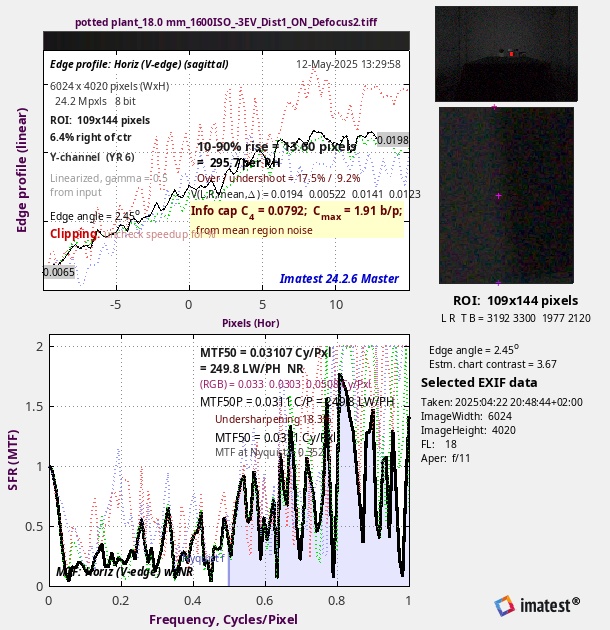 potted plant_18.0 mm_1600ISO_-3EV_Dist1_ON_Defocus2.tiff
Edge profile: Horiz (V-edge) (sagittal)
12-May-2025 13:29:58
6024 x 4020 pixels (WxH)
24.2 Mpxls 8 bit
ROI: 109x144 pixels
6.4% right of ctr
10-90% rise = 13.60 pixels
= 295.7 per PH
Y-channel (YR 6)
Linearized, gamma = 0.5
from input
Over / undershoot = 17.5% / 9.2%
V(L,R,mean,Δ) = 0.0194 0.00522 0.0141 0.0123
Edge angle = 2.45⁰
Info cap C4 = 0.0792; Cmax = 1.91 b/p;
from mean region noise
Clipping
check speedup for %
0.0198
0.0065
Imatest 24.2.6 Master
Edge profile (linear)
-5 0 5 10
Pixels (Hor)
ROI: 109x144 pixels
L R T B = 3192 3300 1977 2120
Edge angle = 2.45⁰
Estm. chart contrast = 3.67
Selected EXIF data
Taken: 2025:04:22 20:48:44+02:00
ImageWidth: 6024
ImageHeight: 4020
FL: 18
Aper: f/11
MTF50 = 0.03107 Cy/Pxl
= 249.8 LW/PH NR
(RGB) = 0.033 0.0303 0.0508 Cy/Pxl
MTF50P = 0.0311 C/P = 249.8 LW/PH
Undersharpening 18.3%
MTF50 = 0.0311 Cy/Pxl
MTF at Nyquist = 0.352
Nyquist f
MTF: Horiz (V-edge) w/NR
SFR (MTF)
2
1.5
1
0.5
0
0 0.2 0.4 0.6 0.8 1
Frequency, Cycles/Pixel
imatest®